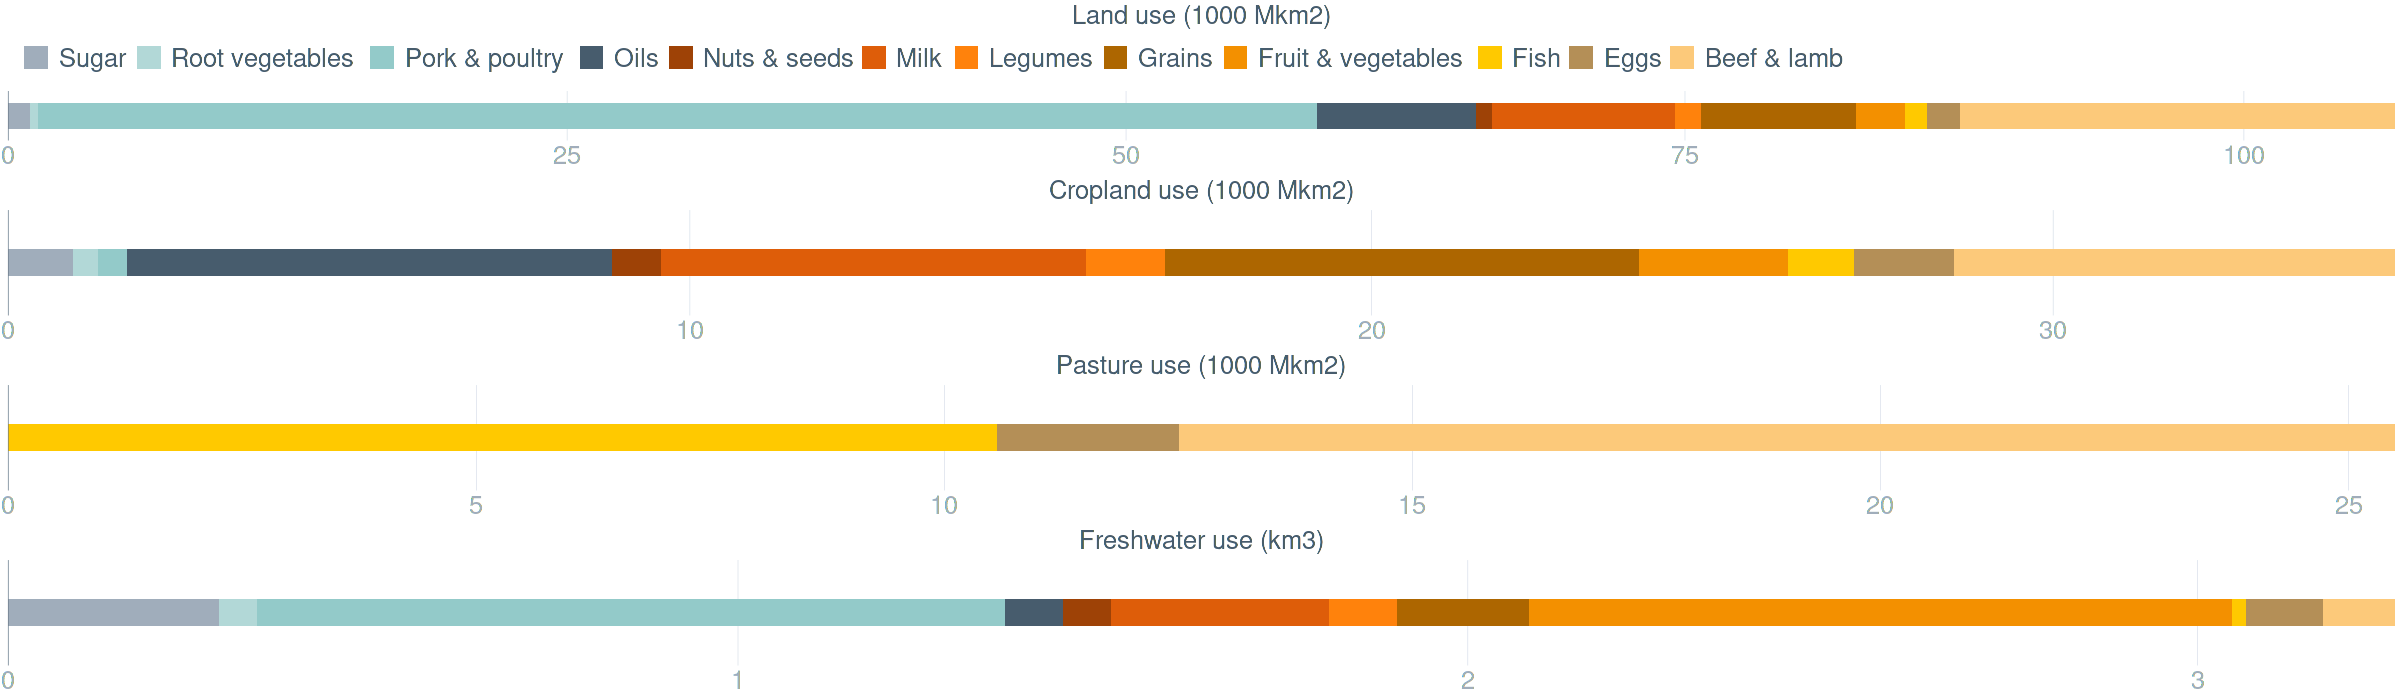 Land use (1000 Mkm2)
Sugar Root vegetables Pork & poultry Oils Nuts & seeds Milk Legumes Grains Fruit & vegetables Fish Eggs Beef & lamb
0 25 50 75 100
Cropland use (1000 Mkm2)
0 10 20 30
Pasture use (1000 Mkm2)
0 5 10 15 20 25
Freshwater use (km3)
0 1 2 3